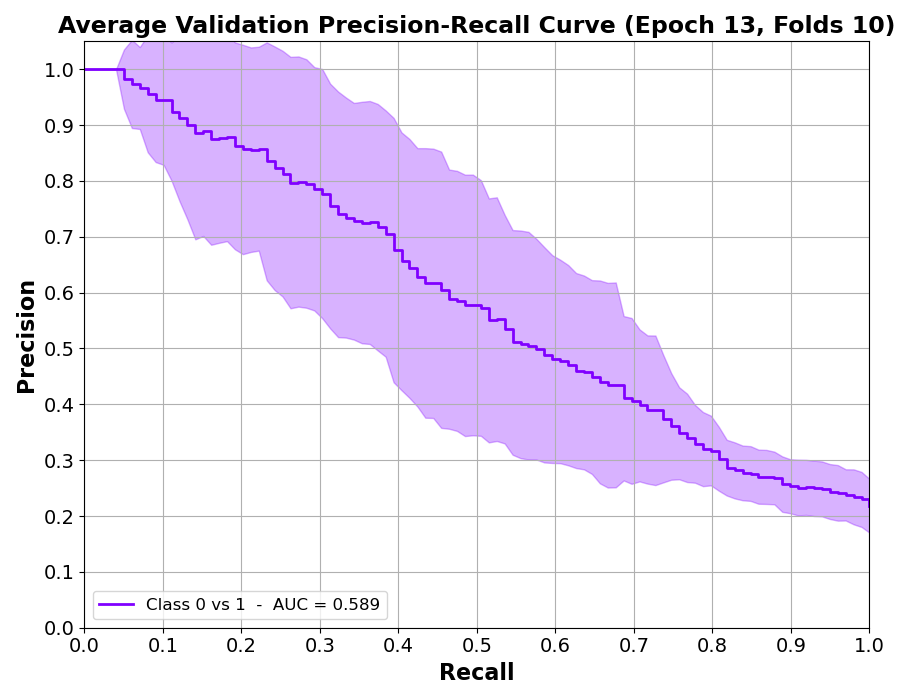 Average Validation Precision-Recall Curve (Epoch 13, Folds 10)
1.0
0.9
0.8
0.7
0.6
0.5
0.4
0.3
0.2
0.1
0.0
Precision
Class 0 vs 1 - AUC = 0.589
0.0 0.1 0.2 0.3 0.4 0.5 0.6 0.7 0.8 0.9 1.0
Recall